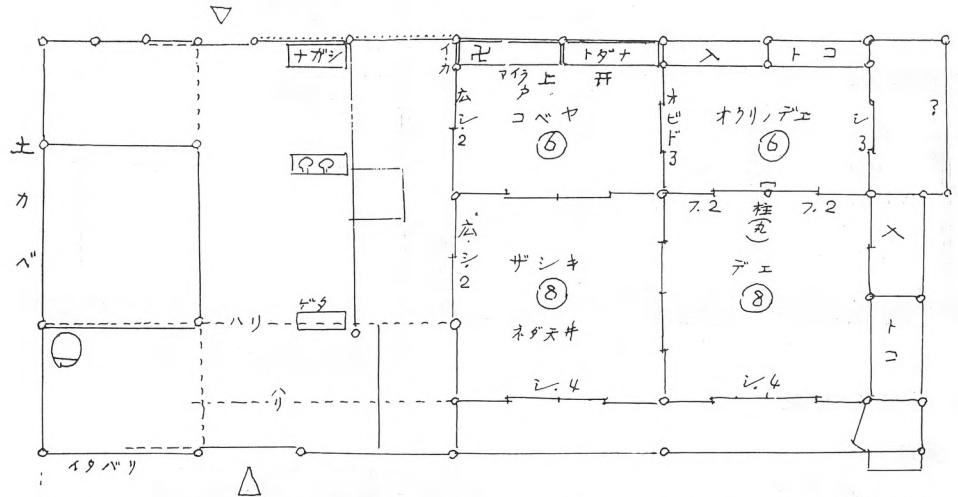 ナガシ
イ.カ
卍
トダナ
入
トコ
アイラ戸
上
井
広シ.2
コベヤ
6
オビド3
オクリノデエ
6
シ3
?
土カベ
フ.2
柱(丸)
フ.2
入
広.シ.2
ザシキ
8
ネダ天井
デエ
8
ゲタ
ハリ
トコ
ハリ
シ.4
シ.4
イタバリ